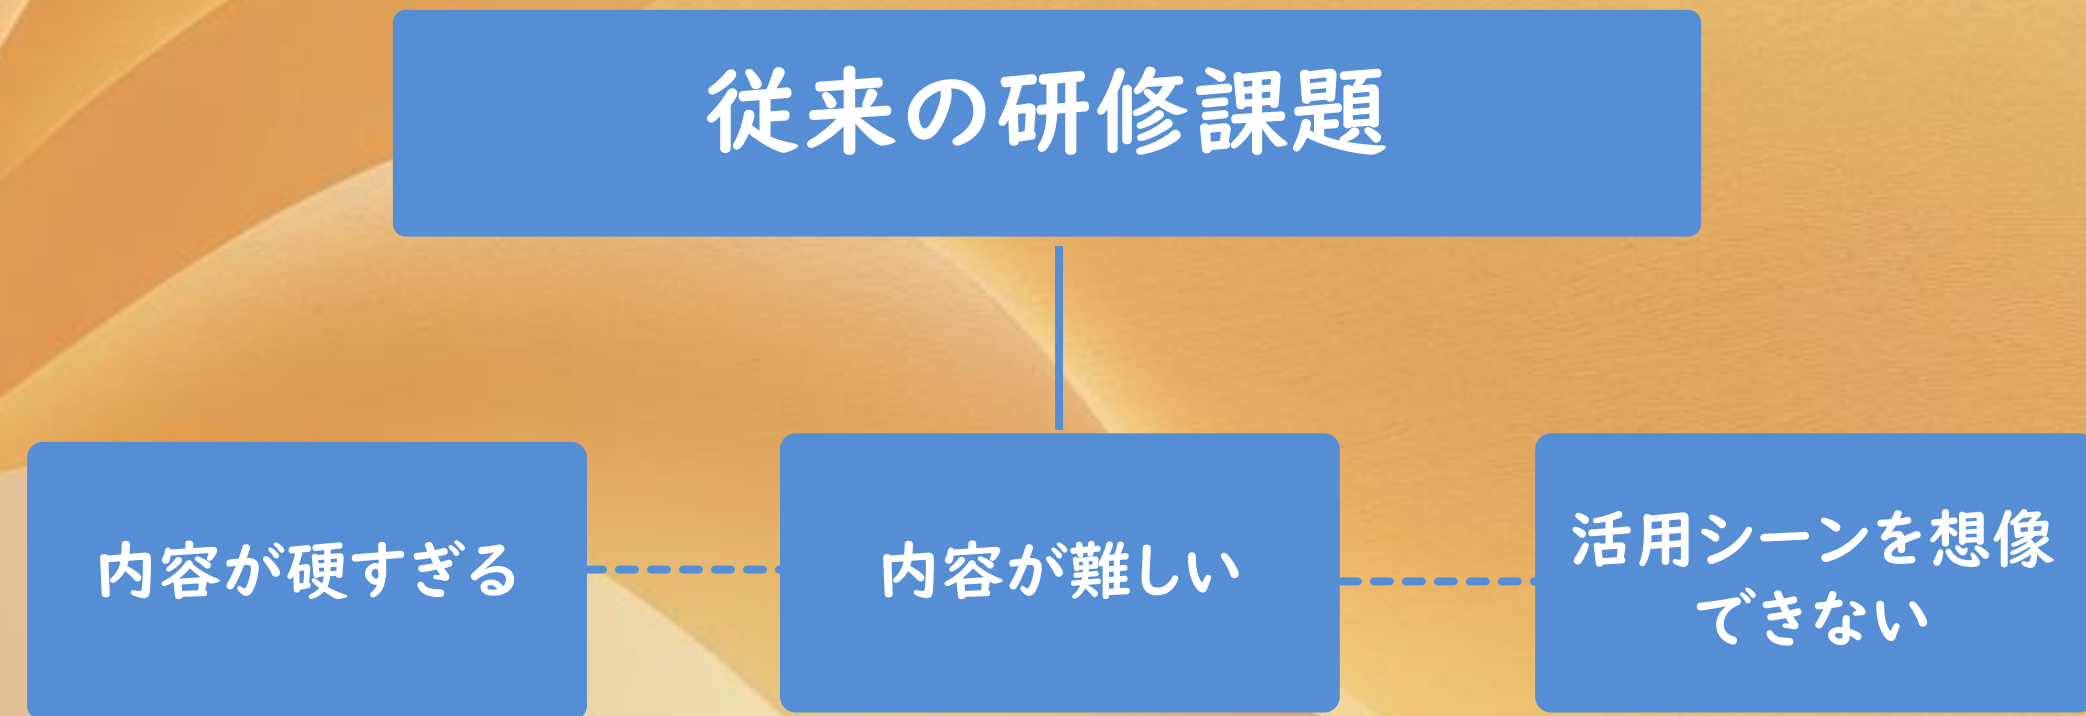 従来の研修課題
内容が硬すぎる
内容が難しい
活用シーンを想像
できない